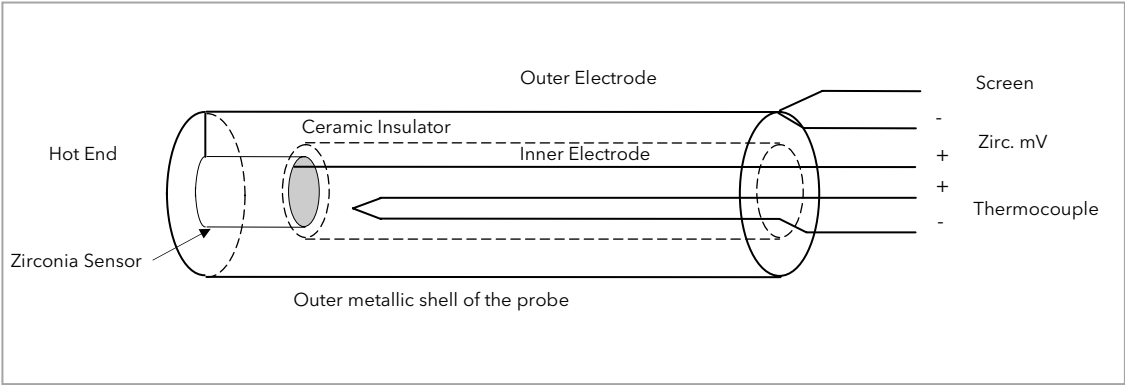 Outer Electrode
Screen
Ceramic Insulator
-
Zirc. mV
Hot End
Inner Electrode
+
+
Thermocouple
-
Zirconia Sensor
Outer metallic shell of the probe